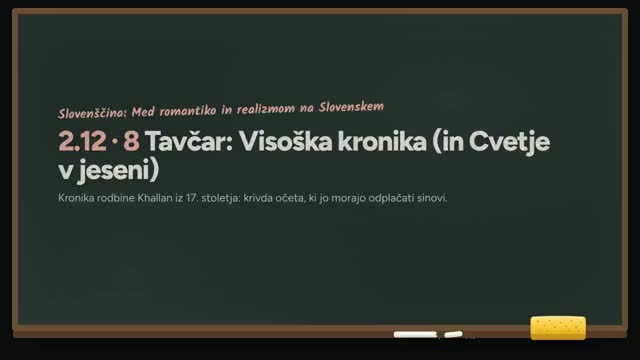 Slovenščina: Med romantiko in realizmom na Slovenskem
2.12 · 8 Tavčar: Visoška kronika (in Cvetje
v jeseni)
Kronika rodbine Khallan iz 17. stoletja: krivda očeta, ki jo morajo odplačati sinovi.